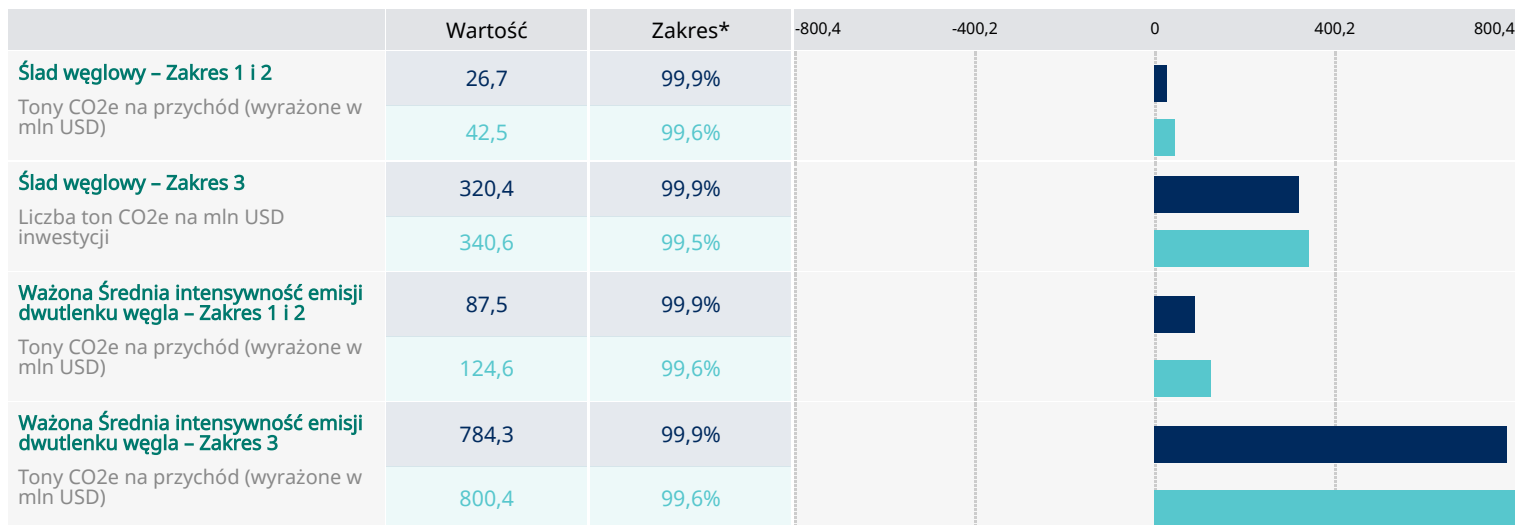 Wartość Zakres* -800,4 -400,2 0 400,2 800,4
Ślad węglowy – Zakres 1 i 2
Tony CO2e na przychód (wyrażone w
mln USD)
26,7 99,9%
42,5 99,6%
Ślad węglowy – Zakres 3
Liczba ton CO2e na mln USD
inwestycji
320,4 99,9%
340,6 99,5%
Ważona Średnia intensywność emisji
dwutlenku węgla – Zakres 1 i 2
Tony CO2e na przychód (wyrażone w
mln USD)
87,5 99,9%
124,6 99,6%
Ważona Średnia intensywność emisji
dwutlenku węgla – Zakres 3
Tony CO2e na przychód (wyrażone w
mln USD)
784,3 99,9%
800,4 99,6%